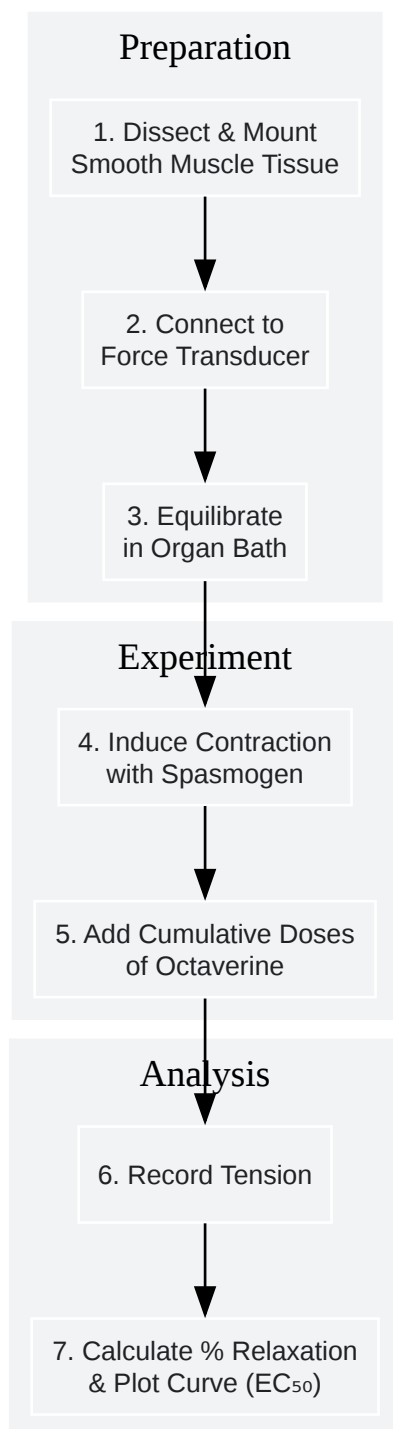 Preparation
1. Dissect & Mount
Smooth Muscle Tissue
2. Connect to
Force Transducer
3. Equilibrate
in Organ Bath
Experiment
4. Induce Contraction
with Spasmogen
5. Add Cumulative Doses
of Octaverine
Analysis
6. Record Tension
7. Calculate % Relaxation
& Plot Curve (EC₅₀)